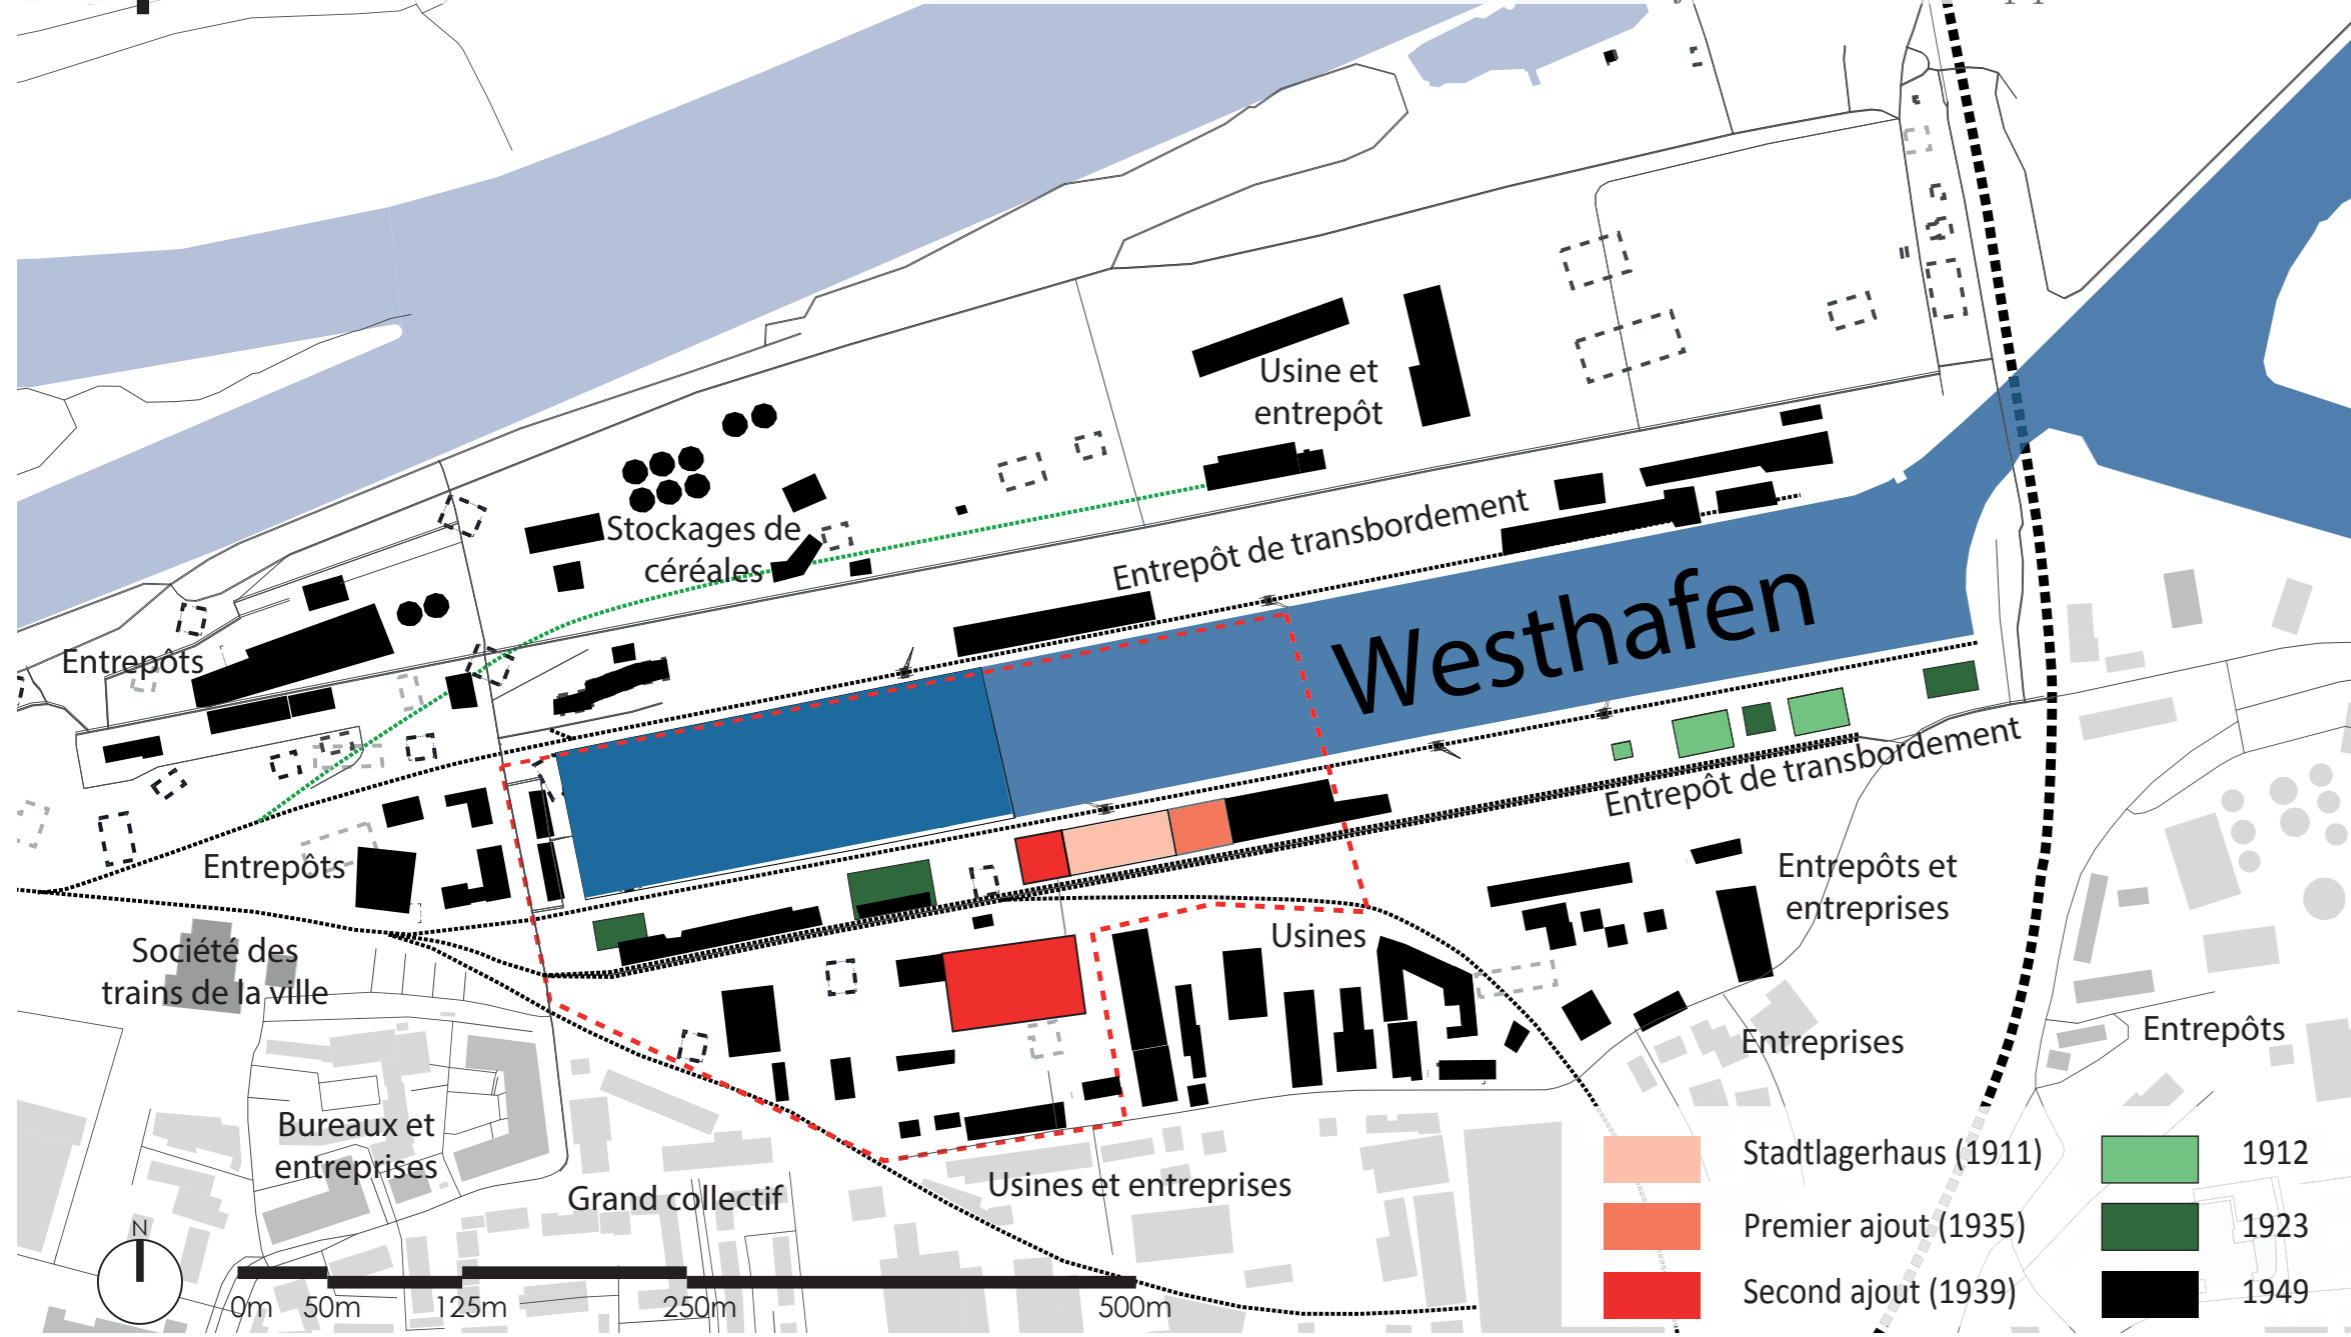 Usine et
entrepôt
Stockages de
céréales
Entrepôt de transbordement
Westhafen
Entrepôts
Entrepôt de transbordement
Entrepôts
Entrepôts et
entreprises
Usines
Société des
trains de la ville
Entreprises
Entrepôts
Bureaux et
entreprises
Grand collectif
Usines et entreprises
Stadtlagerhaus (1911)
1912
Premier ajout (1935)
1923
Second ajout (1939)
1949
N
0m 50m 125m 250m 500m